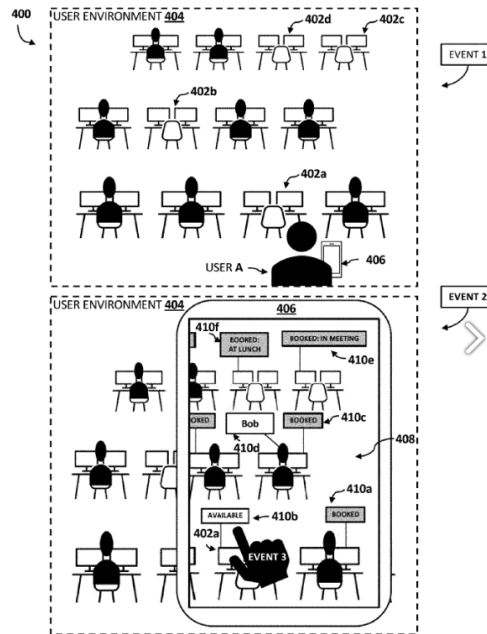 400
USER ENVIRONMENT 404
402d
402c
EVENT 1
402b
402a
USER A
406
USER ENVIRONMENT 404
406
EVENT 2
410f
BOOKED:
AT LUNCH
BOOKED: IN MEETING
410e
OOKED
Bob
BOOKED
410c
410d
408
410a
AVAILABLE
410b
BOOKED
402a
EVENT 3